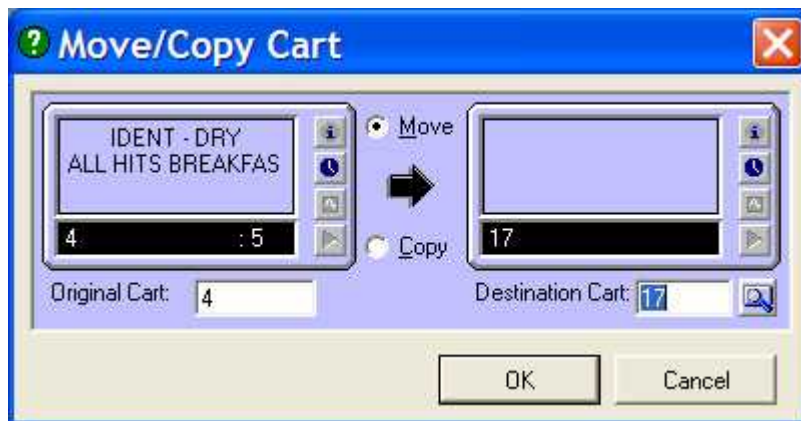 Move/Copy Cart
IDENT - DRY
ALL HITS BREAKFAS
4 : 5
Move
Copy
17
Original Cart: 4
Destination Cart: 17
OK
Cancel